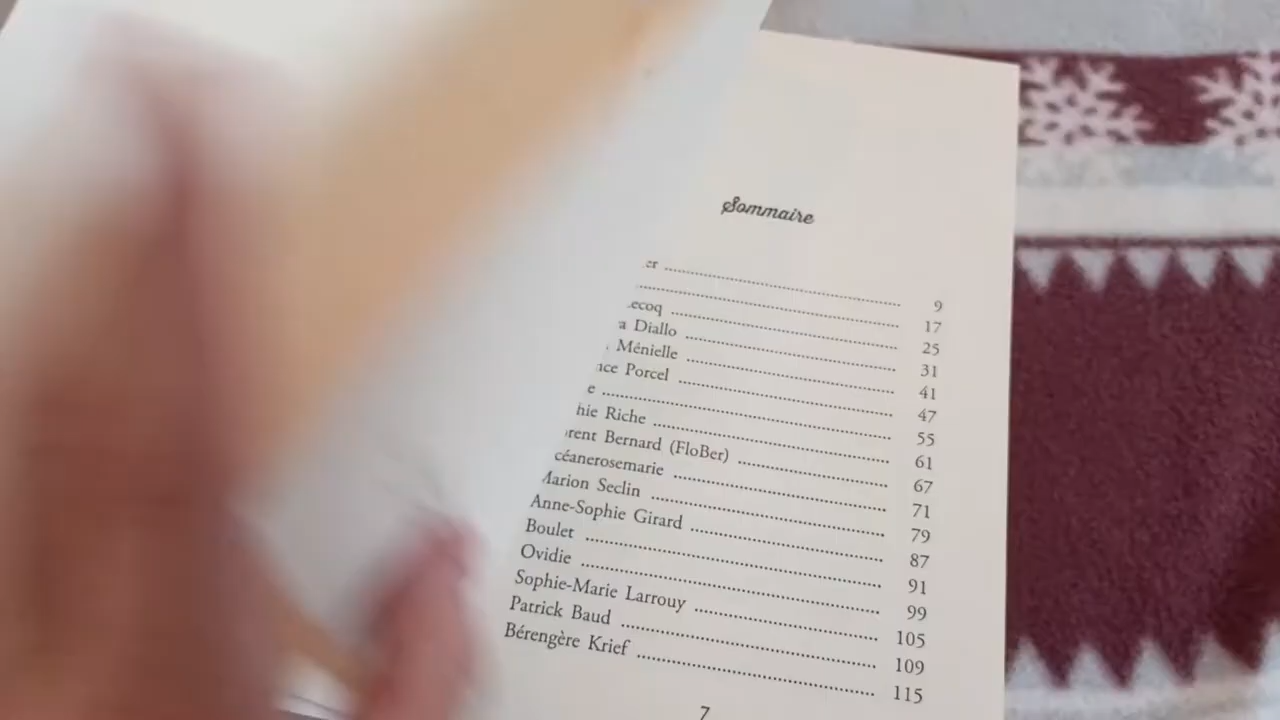 Sommaire
er ........ 9
........ 17
ecoq ........ 25
a Diallo ........ 31
Ménielle ........ 41
nce Porcel ........ 47
e ........ 55
hie Riche ........ 61
rent Bernard (FloBer) ........ 67
céanerosemarie ........ 71
Marion Seclin ........ 79
Anne-Sophie Girard ........ 87
Boulet ........ 91
Ovidie ........ 99
Sophie-Marie Larrouy ........ 105
Patrick Baud ........ 109
Bérengère Krief ........ 115
7